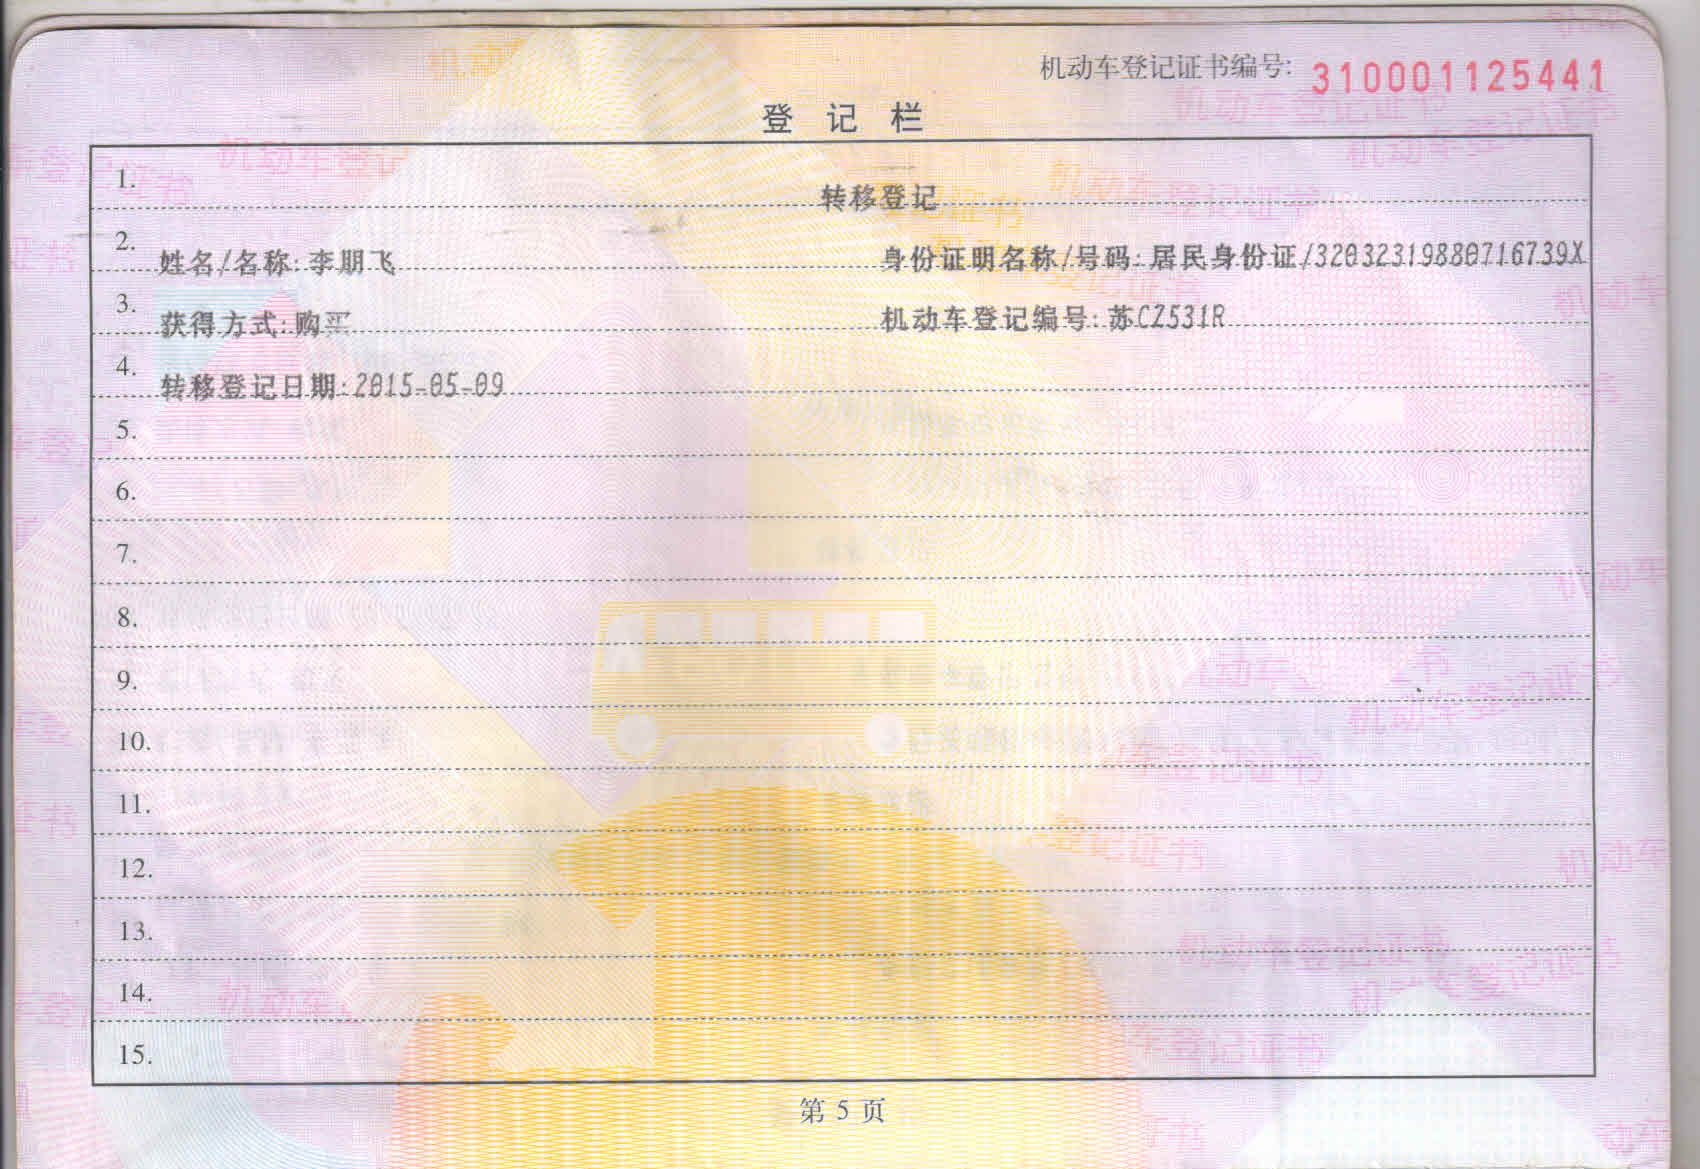 机动车登记证书编号: 310001125441
登 记 栏
1.
转移登记
2. 姓名/名称: 李朋飞 身份证明名称/号码: 居民身份证/32032319880716739X
3. 获得方式: 购买 机动车登记编号: 苏CZ531R
4. 转移登记日期: 2015-05-09
5.
6.
7.
8.
9.
10.
11.
12.
13.
14.
15.
第 5 页